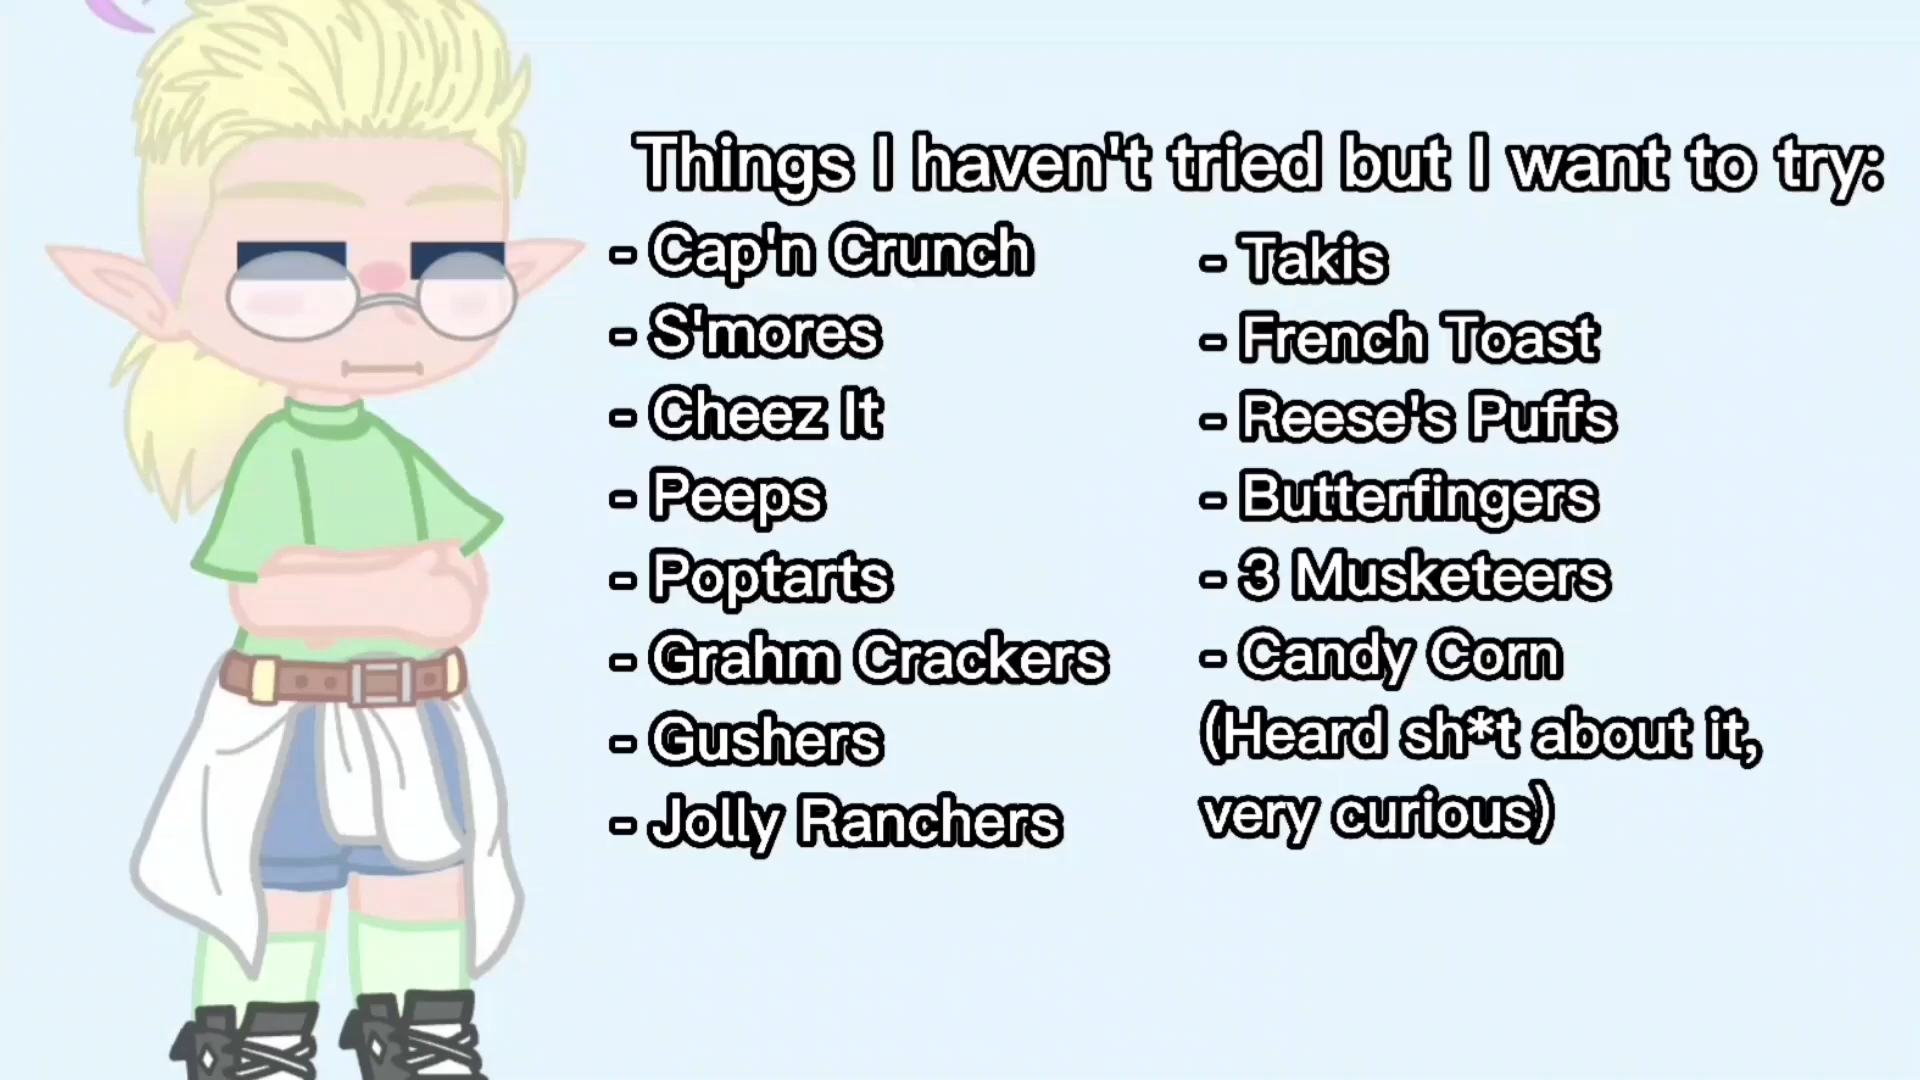 Things I haven't tried but I want to try:
- Cap'n Crunch
- S'mores
- Cheez It
- Peeps
- Poptarts
- Grahm Crackers
- Gushers
- Jolly Ranchers
- Takis
- French Toast
- Reese's Puffs
- Butterfingers
- 3 Musketeers
- Candy Corn
(Heard sh*t about it,
very curious)